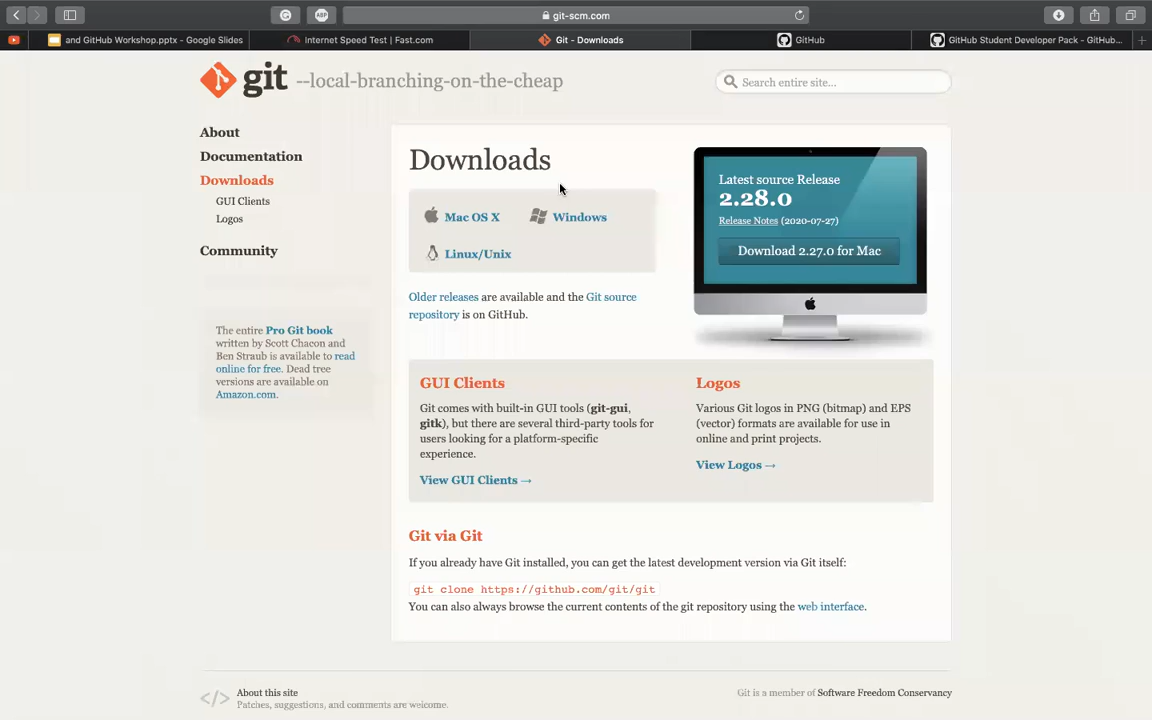 git-scm.com
ABP
and GitHub Workshop.pptx - Google Slides
Internet Speed Test | Fast.com
Git - Downloads
GitHub
GitHub Student Developer Pack - GitHub...
git --local-branching-on-the-cheap
Search entire site...
About
Documentation
Downloads
GUI Clients
Logos
Community
The entire Pro Git book
written by Scott Chacon and
Ben Straub is available to read
online for free. Dead tree
versions are available on
Amazon.com.
Downloads
Mac OS X
Windows
Linux/Unix
Older releases are available and the Git source
repository is on GitHub.
Latest source Release
2.28.0
Release Notes (2020-07-27)
Download 2.27.0 for Mac
GUI Clients
Git comes with built-in GUI tools (git-gui,
gitk), but there are several third-party tools for
users looking for a platform-specific
experience.
View GUI Clients →
Logos
Various Git logos in PNG (bitmap) and EPS
(vector) formats are available for use in
online and print projects.
View Logos →
Git via Git
If you already have Git installed, you can get the latest development version via Git itself:
git clone https://github.com/git/git
You can also always browse the current contents of the git repository using the web interface.
</> About this site
Patches, suggestions, and comments are welcome.
Git is a member of Software Freedom Conservancy